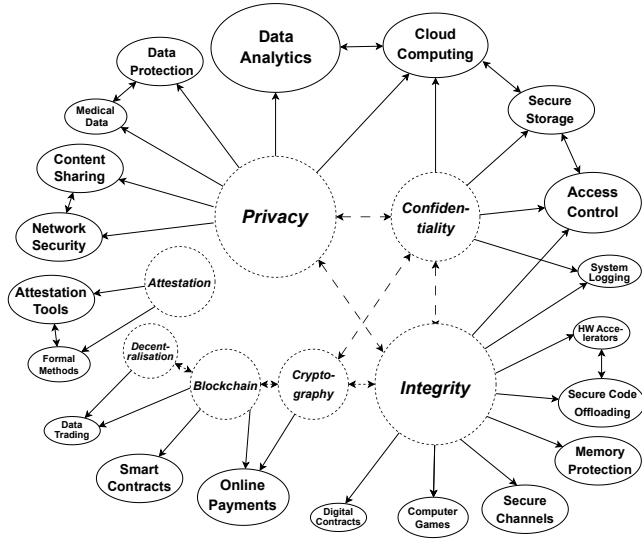 Data
Analytics
Cloud
Computing
Data
Protection
Medical
Data
Secure
Storage
Content
Sharing
Network
Security
Privacy
Confiden-
tiality
Access
Control
System
Logging
Attestation
Attestation
Tools
Formal
Methods
Decent-
ralisation
Blockchain
Crypto-
graphy
Integrity
HW Acce-
lerators
Secure Code
Offloading
Data
Trading
Smart
Contracts
Online
Payments
Digital
Contracts
Computer
Games
Secure
Channels
Memory
Protection